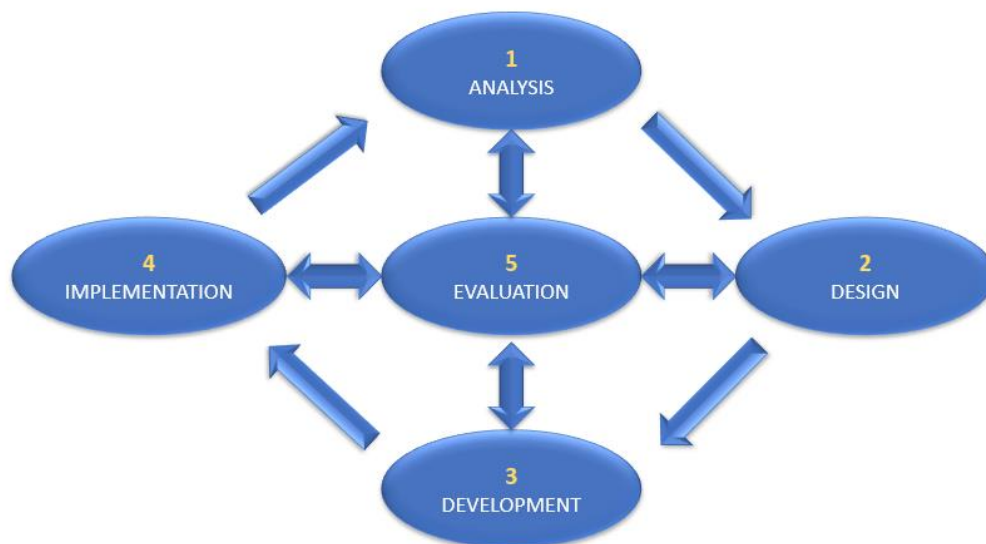 1
ANALYSIS
4
IMPLEMENTATION
5
EVALUATION
2
DESIGN
3
DEVELOPMENT